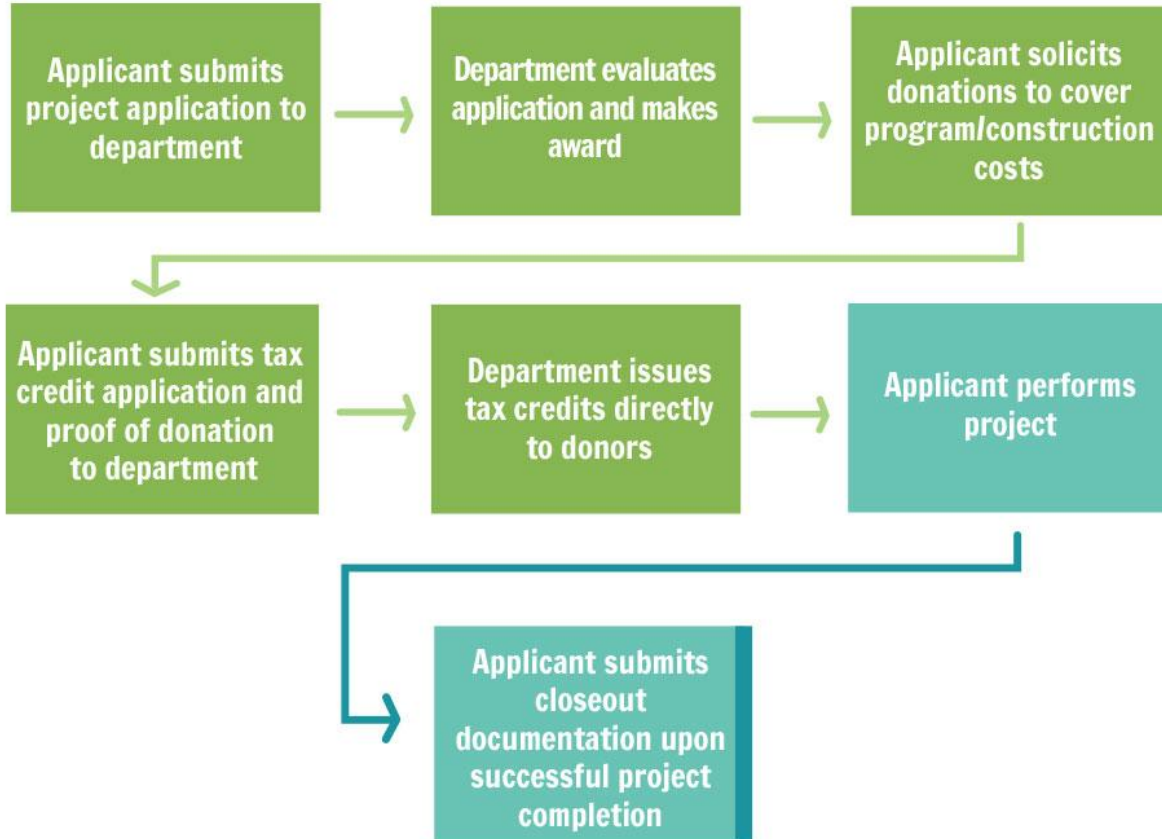 Applicant submits
project application to
department
Department evaluates
application and makes
award
Applicant solicits
donations to cover
program/construction
costs
Applicant submits tax
credit application and
proof of donation
to department
Department issues
tax credits directly
to donors
Applicant performs
project
Applicant submits
closeout
documentation upon
successful project
completion